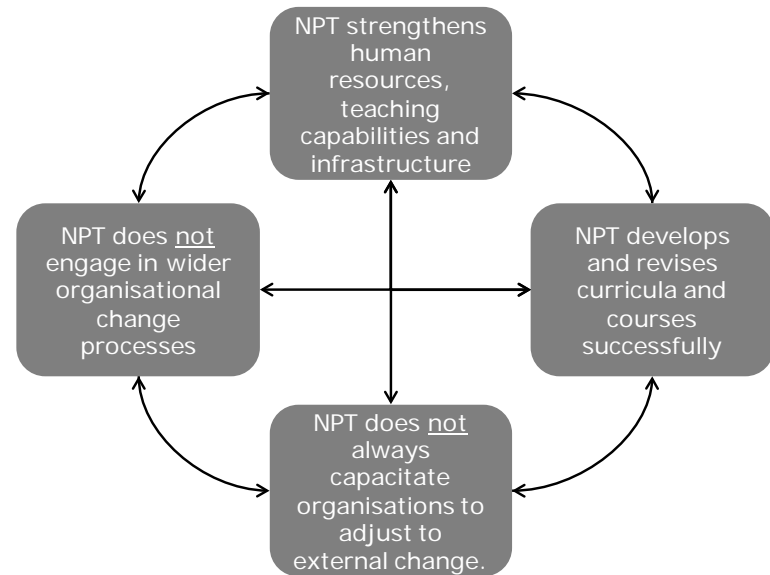 NPT strengthens
human
resources,
teaching
capabilities and
infrastructure
NPT does not
engage in wider
organisational
change
processes
NPT develops
and revises
curricula and
courses
successfully
NPT does not
always
capacitate
organisations to
adjust to
external change.